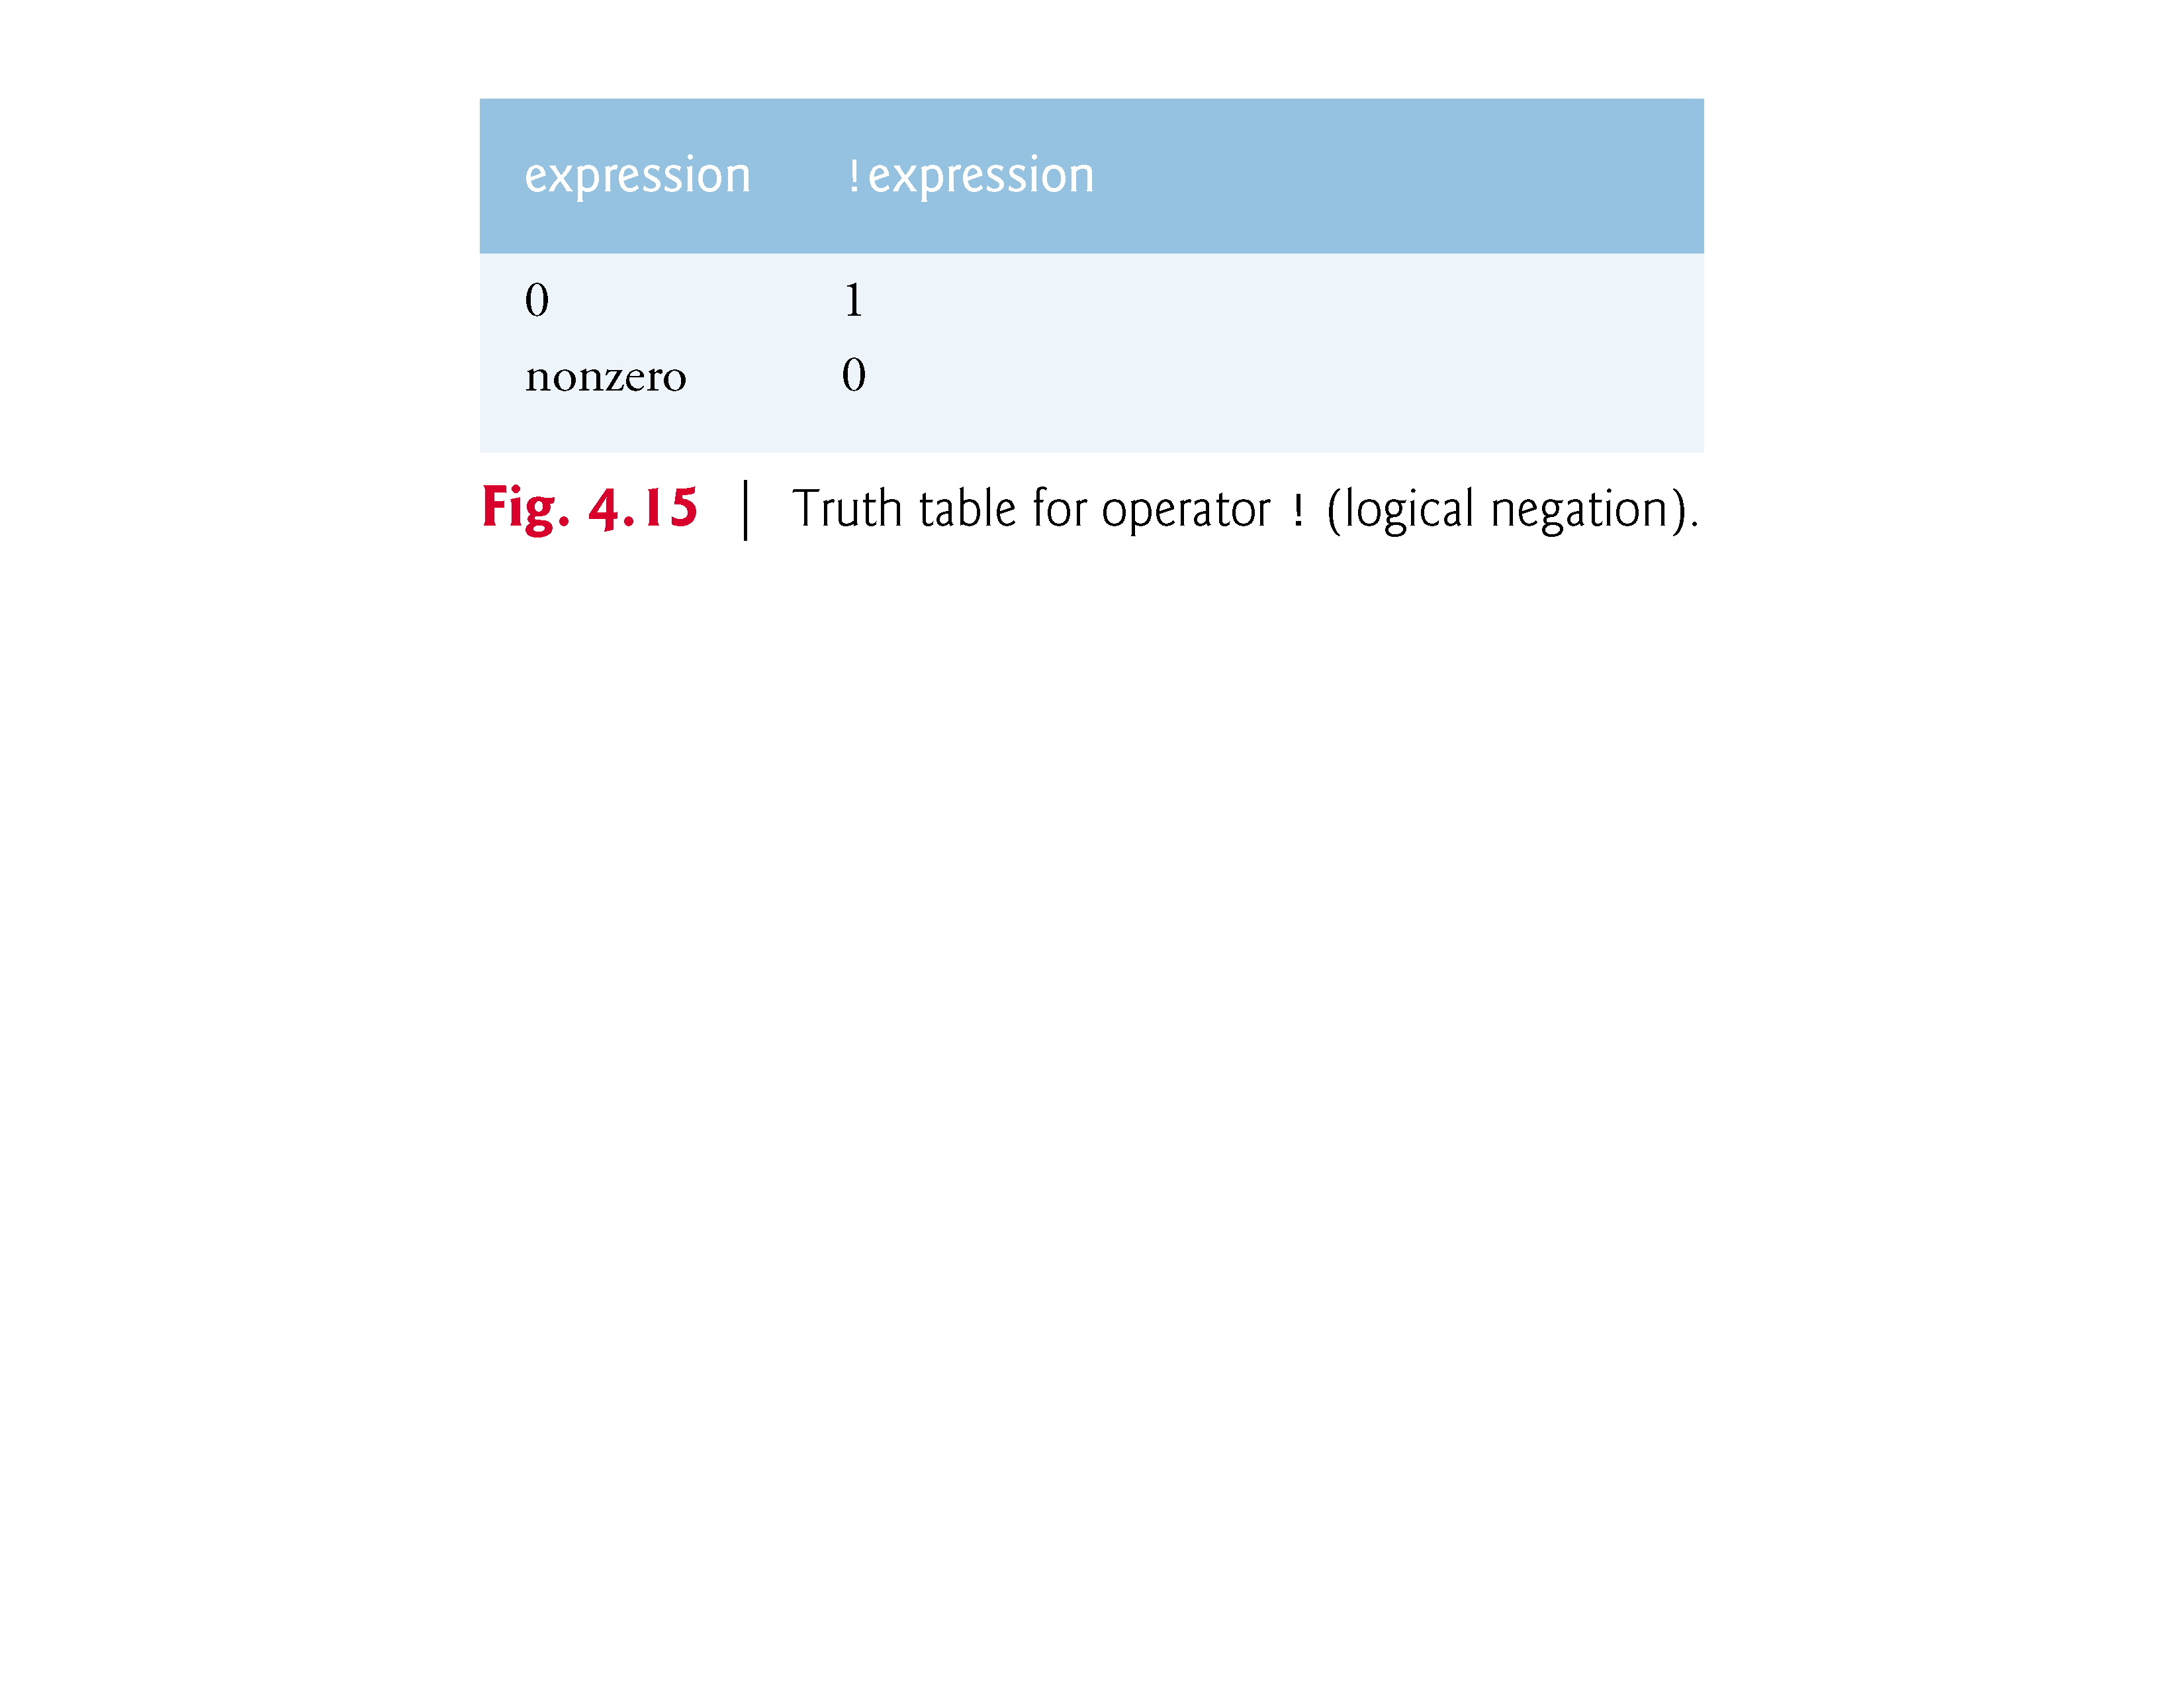 expression !expression
0 1
nonzero 0
Fig. 4.15 | Truth table for operator ! (logical negation).